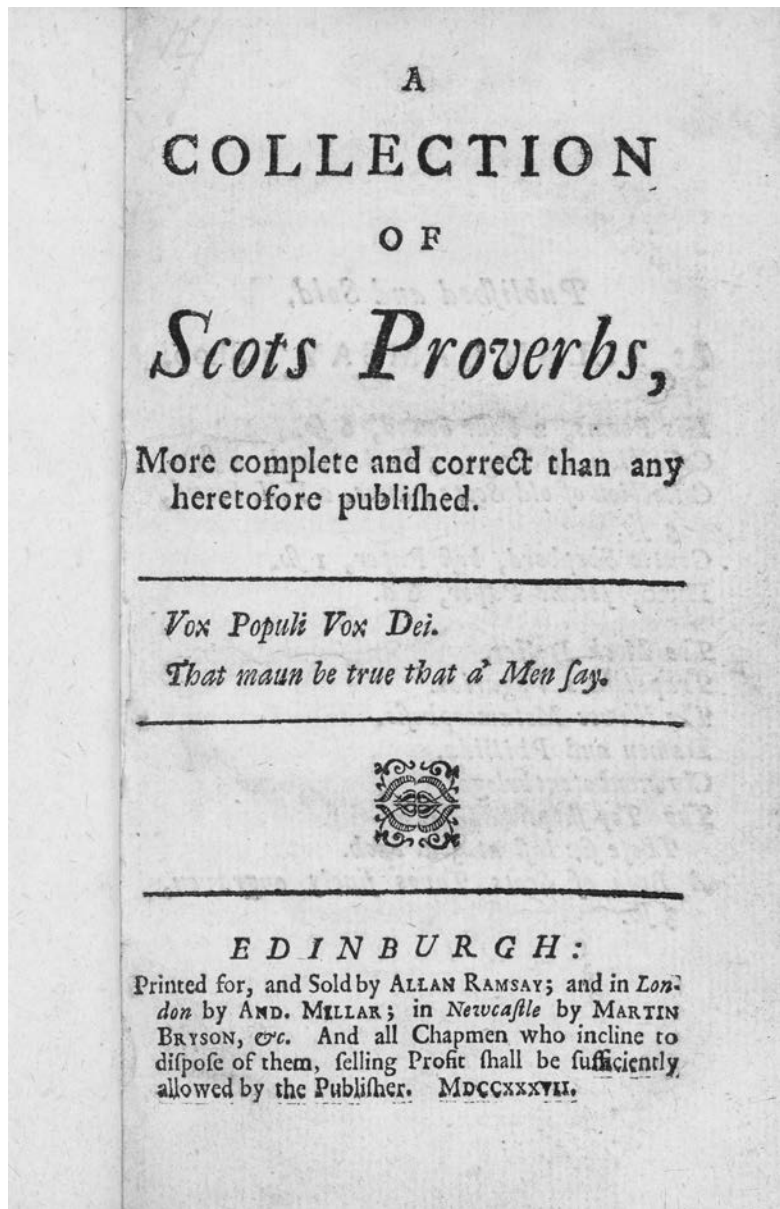 A
COLLECTION
OF
Scots Proverbs,
More complete and correct than any
heretofore publiſhed.
Vox Populi Vox Dei.
That maun be true that a' Men ſay.
EDINBURGH:
Printed for, and Sold by ALLAN RAMSAY; and in Lon-
don by AND. MILLAR; in Newcaſtle by MARTIN
BRYSON, &c. And all Chapmen who incline to
diſpoſe of them, ſelling Profit ſhall be ſufficiently
allowed by the Publiſher. MDCCXXXVII.